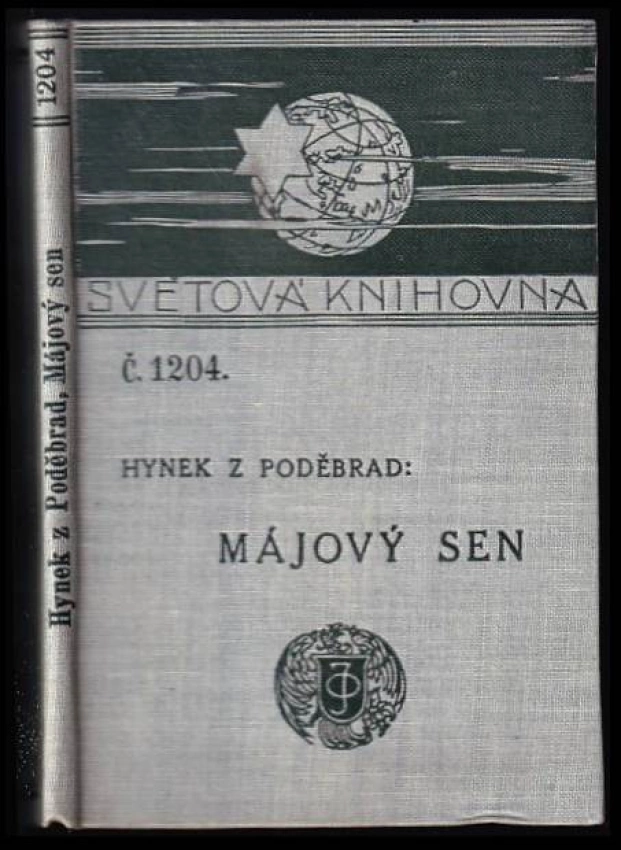 1204
Hynek z Poděbrad, Májový sen
SVĚTOVÁ KNIHOVNA
Č. 1204.
HYNEK Z PODĚBRAD:
MÁJOVÝ SEN